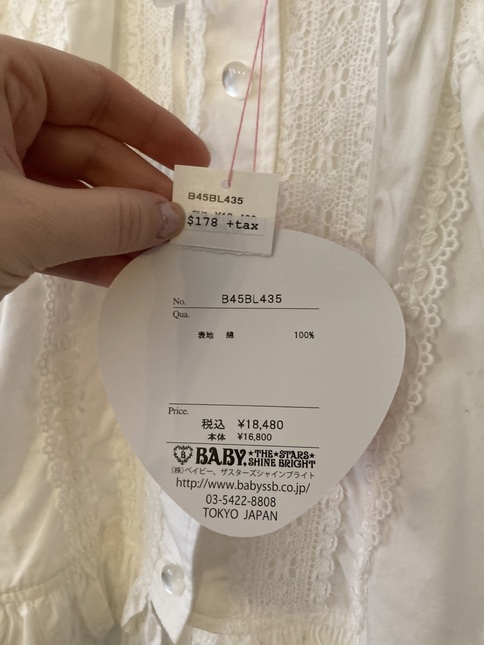 B45BL435
$178 +tax
No. B45BL435
Qua.
表地 綿 100%
Price.
税込 ¥18,480
本体 ¥16,800
B BABY, ★THE★STARS★
SHINE BRIGHT
(株)ベイビー、ザスターズシャインブライト
http://www.babyssb.co.jp/
03-5422-8808
TOKYO JAPAN